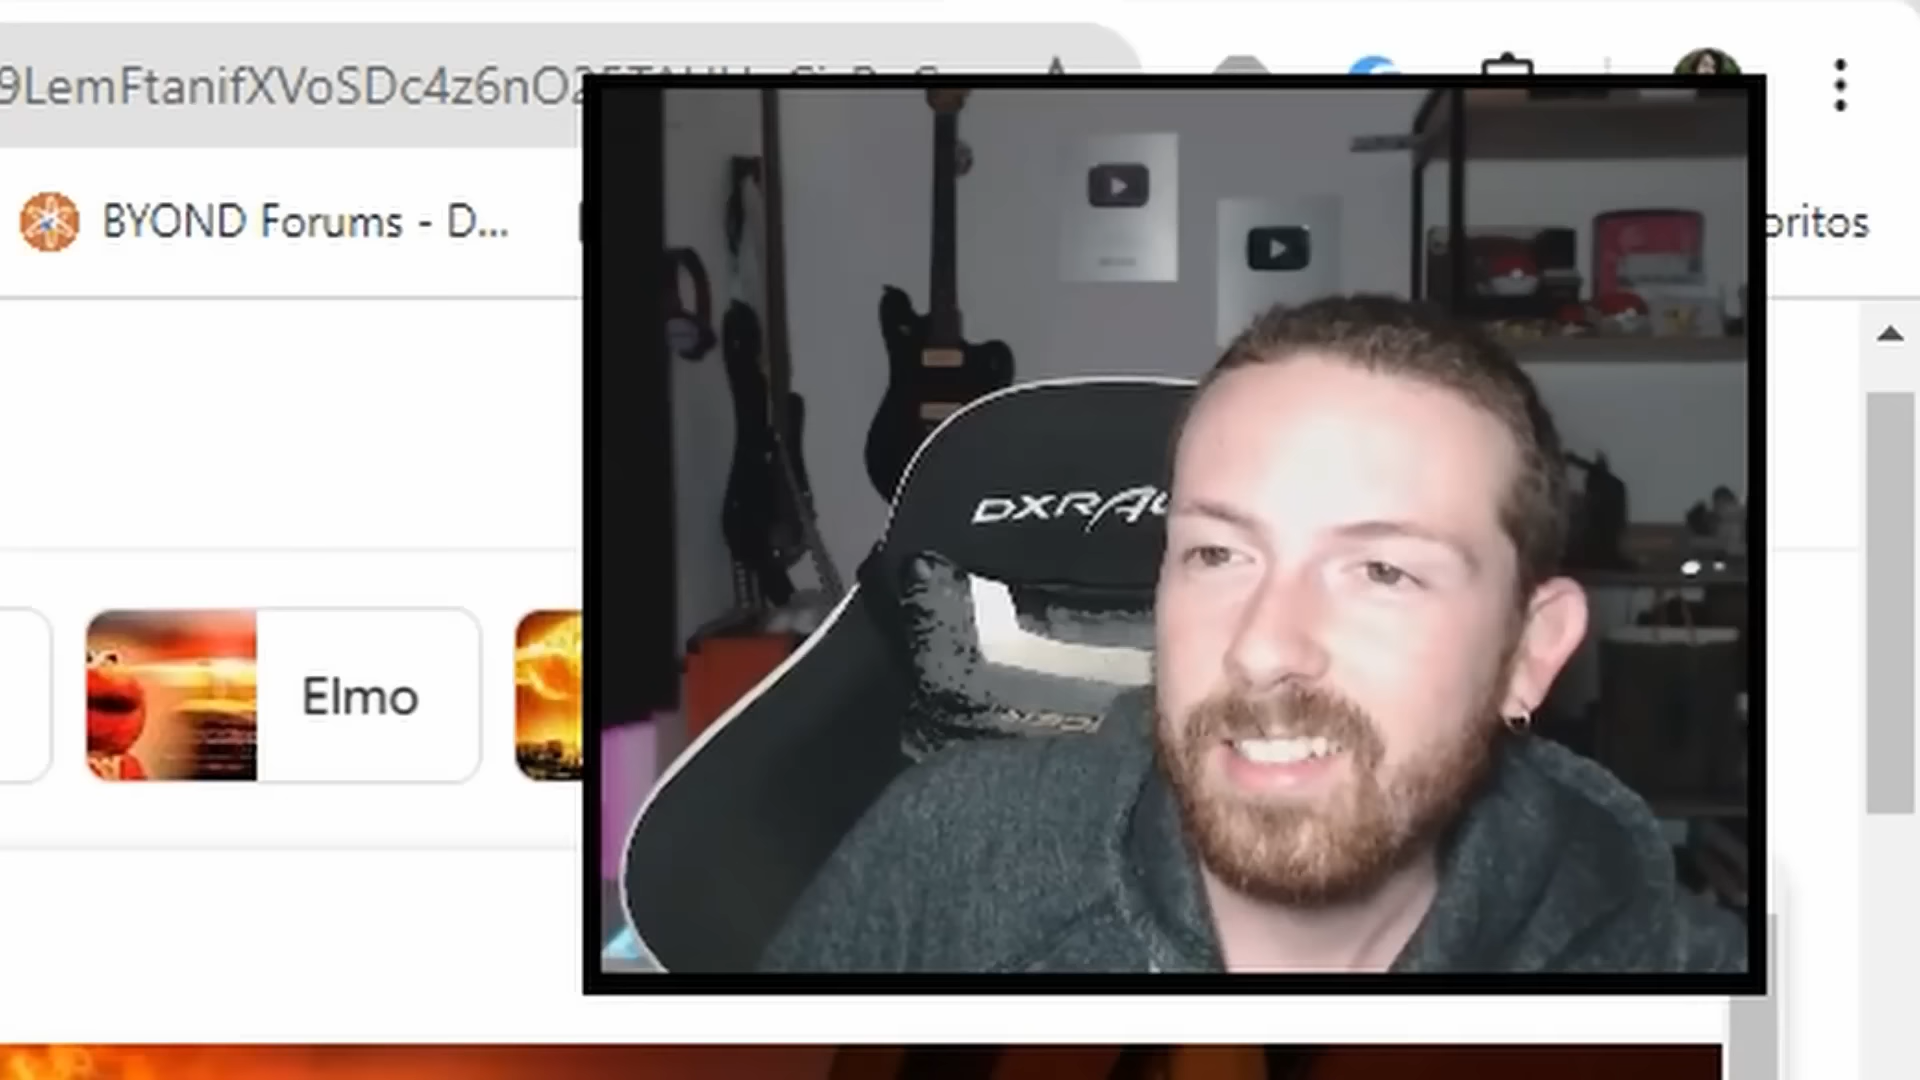 9LemFtanifXVoSDc4z6nO
BYOND Forums - D...
oritos
DXRA
Elmo